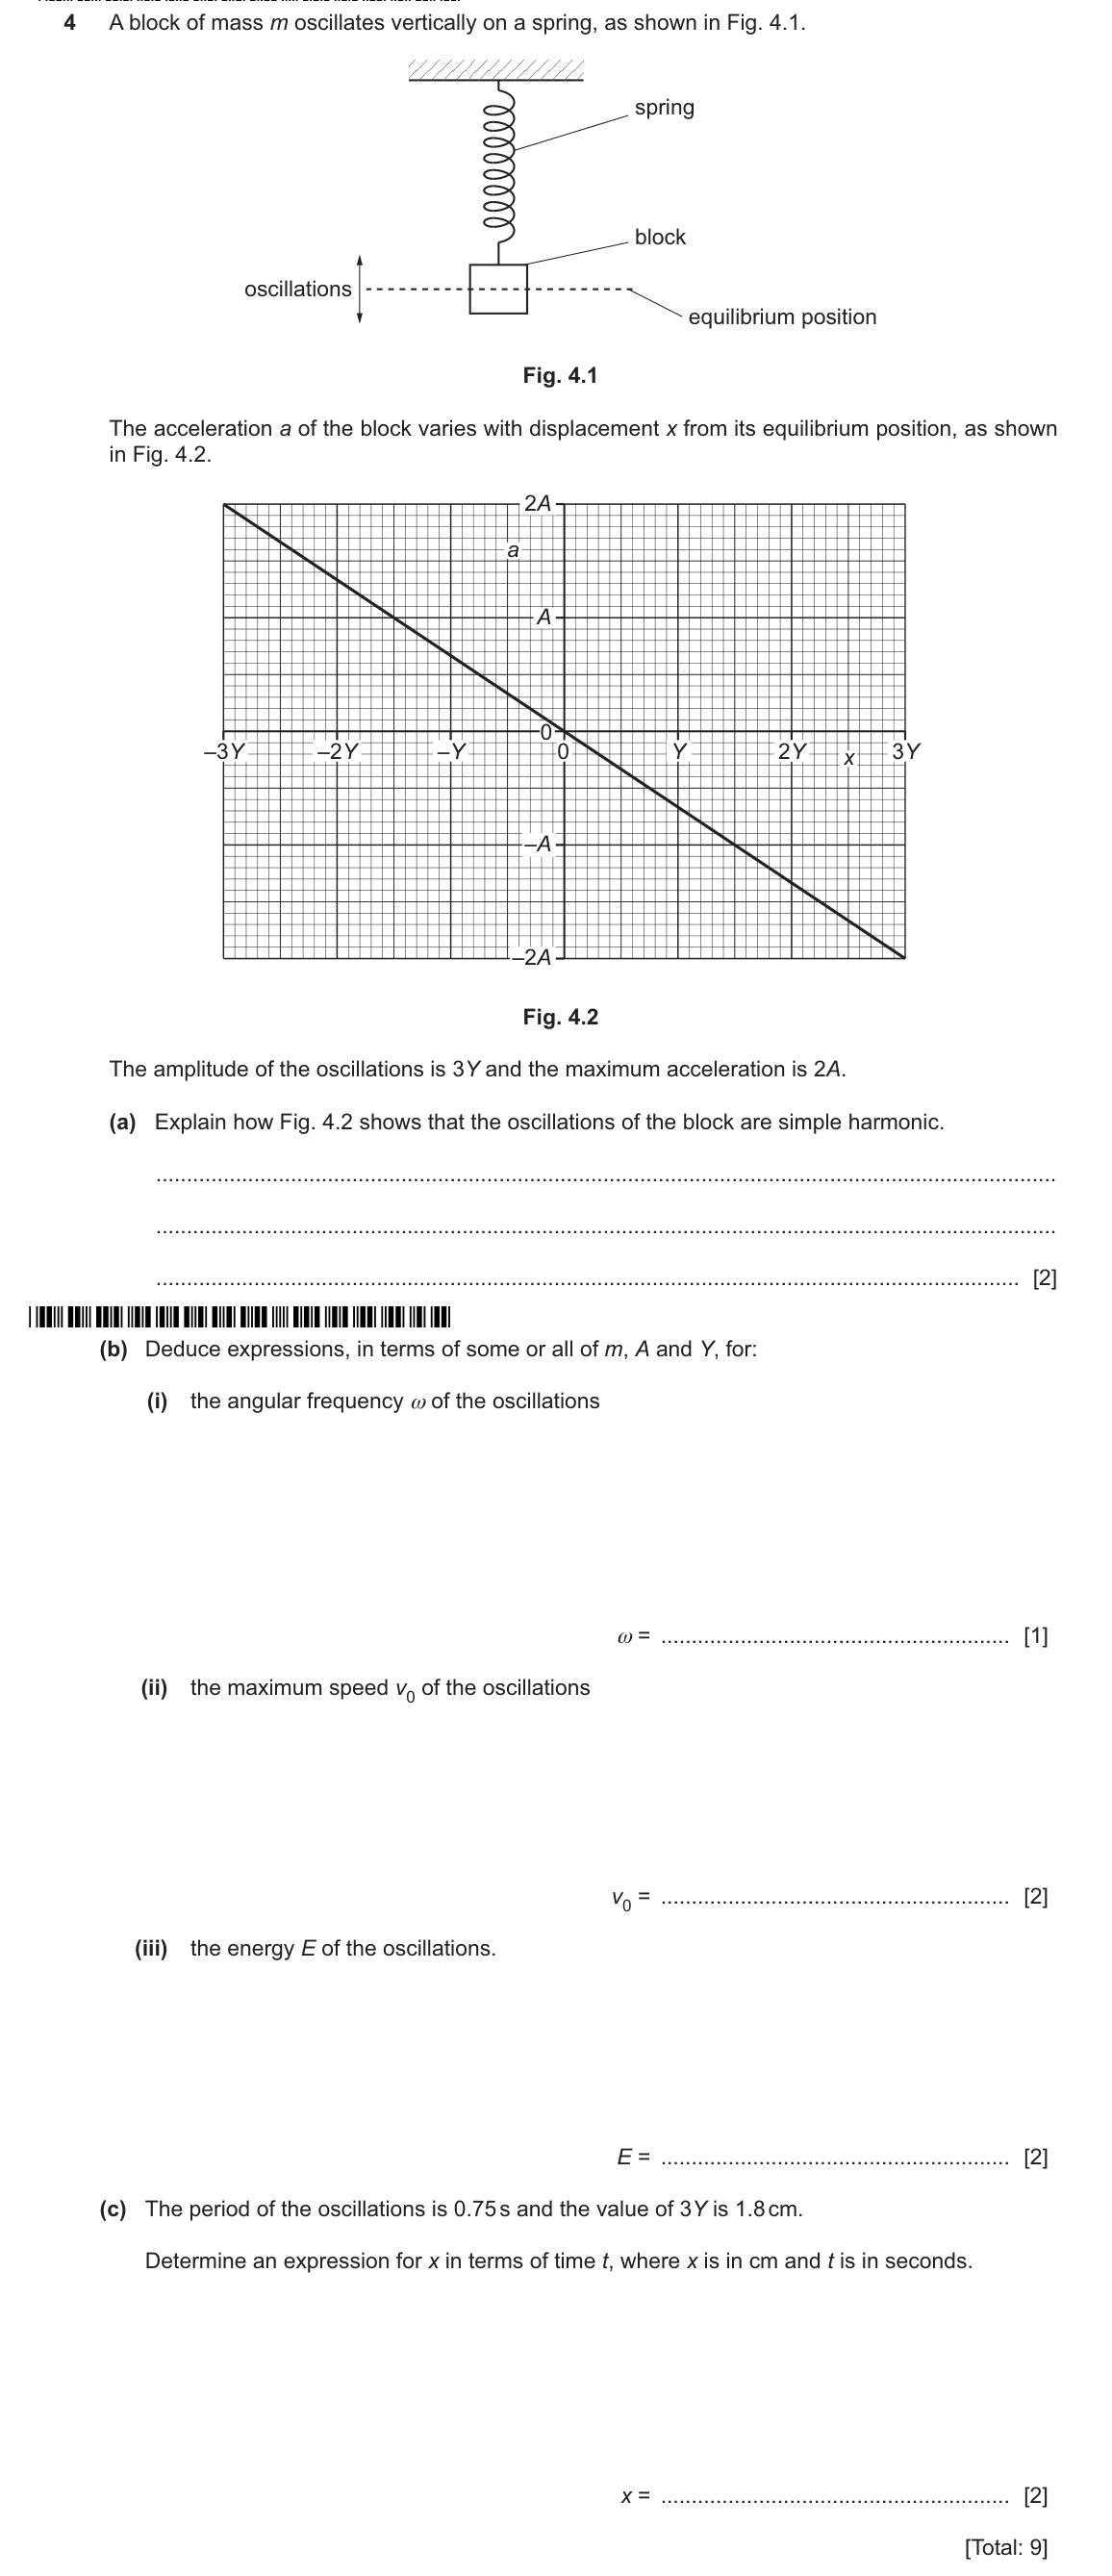 4 A block of mass m oscillates vertically on a spring, as shown in Fig. 4.1.
spring
block
oscillations
equilibrium position
Fig. 4.1
The acceleration a of the block varies with displacement x from its equilibrium position, as shown
in Fig. 4.2.
2A
a
A
0
–3Y –2Y –Y 0 Y 2Y x 3Y
–A
–2A
Fig. 4.2
The amplitude of the oscillations is 3Y and the maximum acceleration is 2A.
(a) Explain how Fig. 4.2 shows that the oscillations of the block are simple harmonic.
[2]
(b) Deduce expressions, in terms of some or all of m, A and Y, for:
(i) the angular frequency ω of the oscillations
ω = ........................................................ [1]
(ii) the maximum speed v₀ of the oscillations
v₀ = ........................................................ [2]
(iii) the energy E of the oscillations.
E = ........................................................ [2]
(c) The period of the oscillations is 0.75 s and the value of 3Y is 1.8 cm.
Determine an expression for x in terms of time t, where x is in cm and t is in seconds.
x = ........................................................ [2]
[Total: 9]